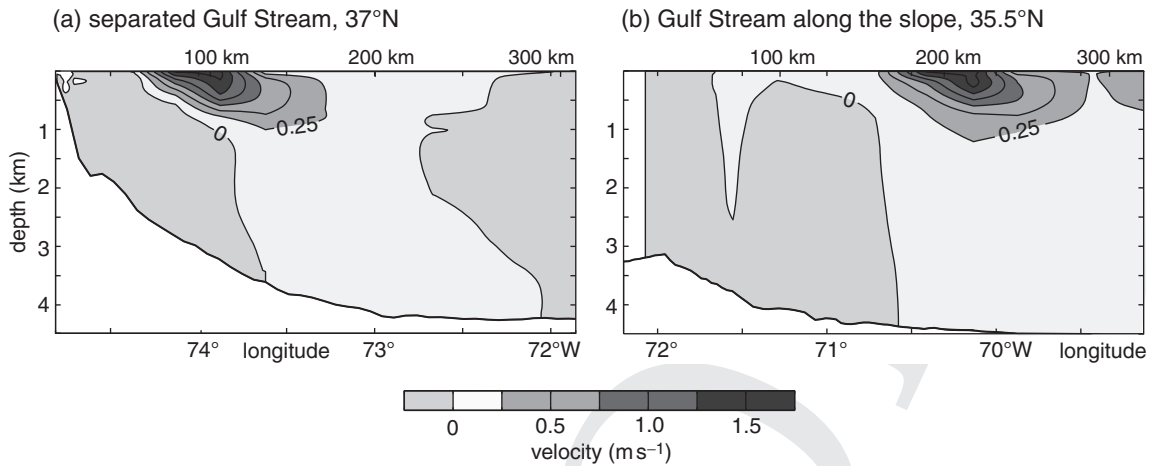 (a) separated Gulf Stream, 37°N
100 km 200 km 300 km
0 0.25
1
2
3
4
depth (km)
74° longitude 73° 72°W
(b) Gulf Stream along the slope, 35.5°N
100 km 200 km 300 km
0 0.25
1
2
3
4
72° 71° 70°W longitude
0 0.5 1.0 1.5
velocity (m s⁻¹)